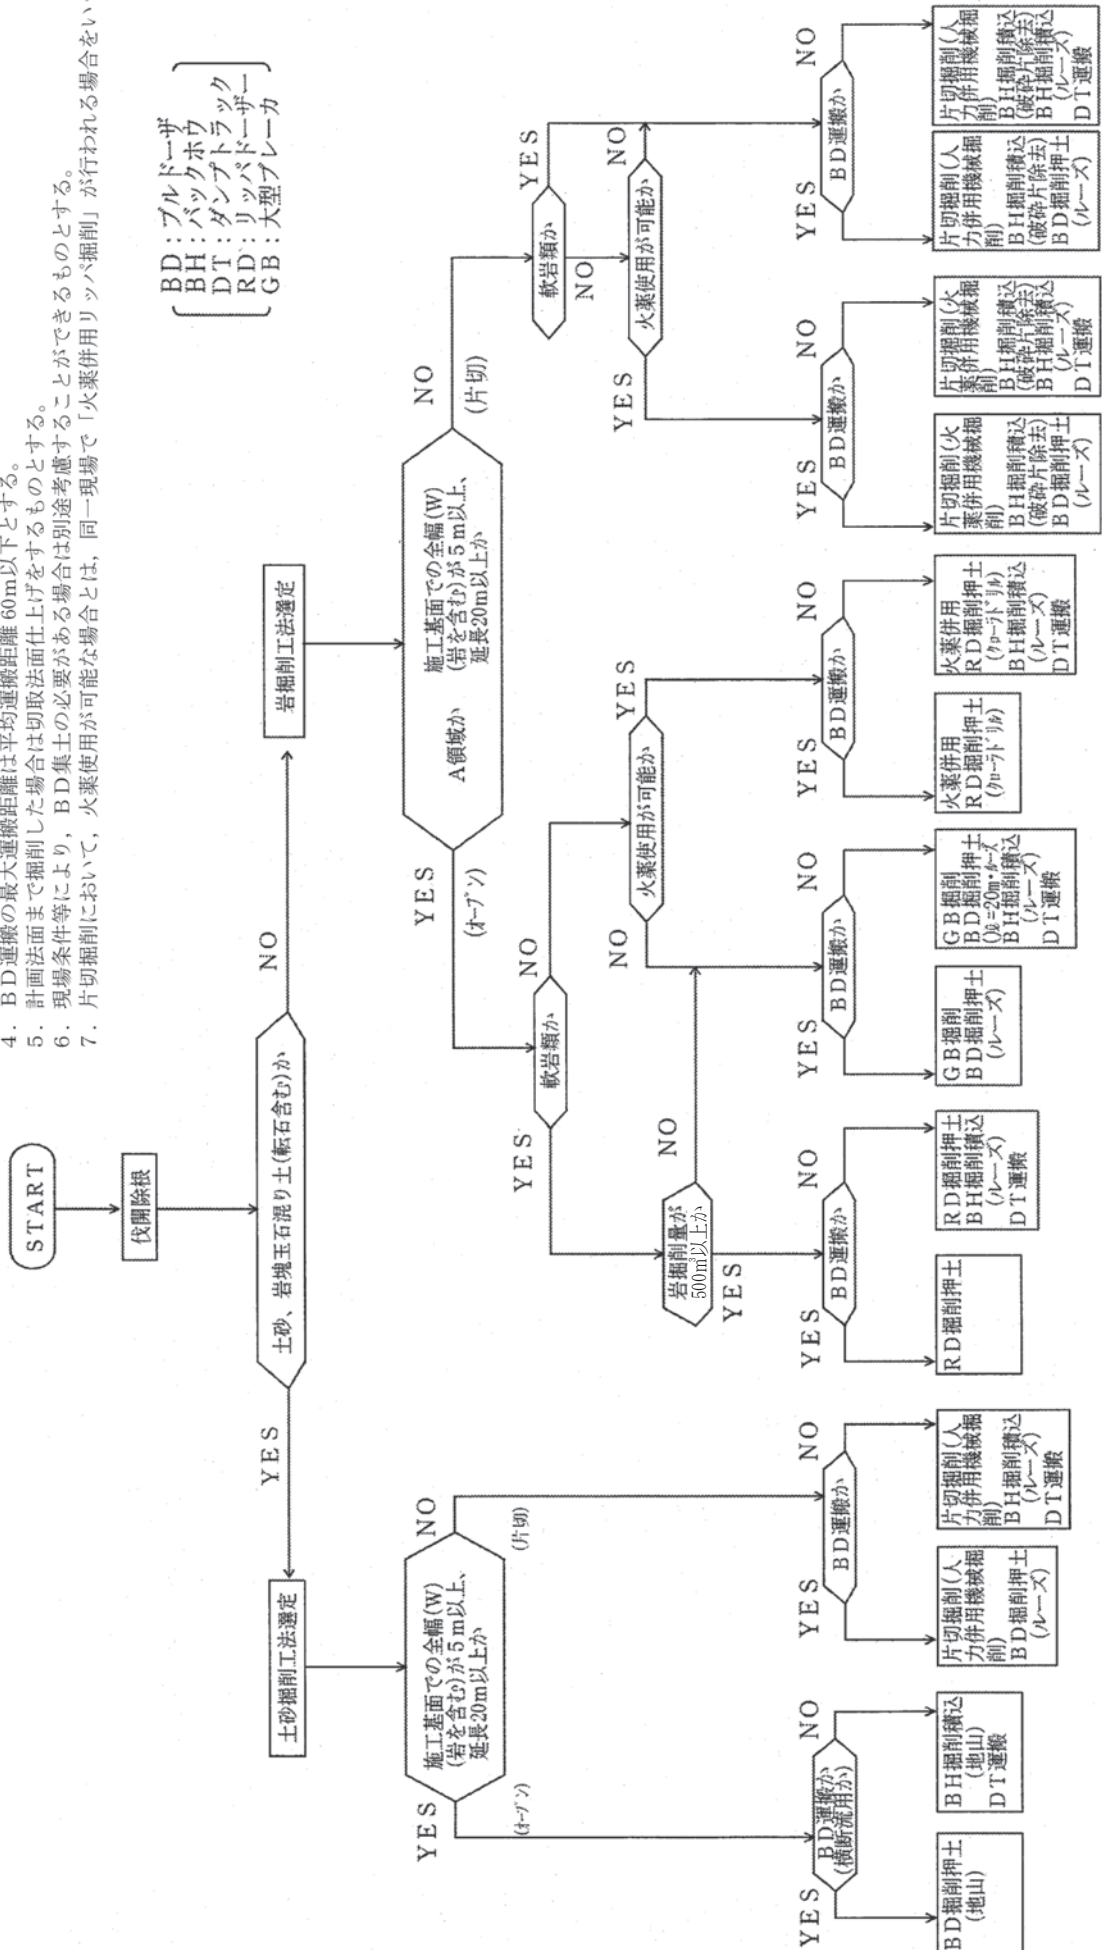 4．BD運搬の最大運搬距離は平均運搬距離60m以下とする。
5．計画法面まで掘削した場合は切取法面仕上げをするものとする。
6．現場条件等により，BD集土の必要がある場合は別途考慮することができるものとする。
7．片切掘削において，火薬使用が可能な場合とは，同一現場で「火薬併用リッパ掘削」が行われる場合をい
BD：ブルドーザ
BH：バックホウ
DT：ダンプトラック
RD：リッパドーザー
GB：大型ブレーカ
START
伐開除根
土砂、岩塊玉石混り土(転石含む)か
YES
NO
土砂掘削工法選定
岩掘削工法選定
施工基面での全幅(W)
(岩を含む)が5m以上、
延長20m以上か
YES
(オープン)
NO
(片切)
A領域か
施工基面での全幅(W)
(岩を含む)が5m以上、
延長20m以上か
YES
(オープン)
NO
(片切)
軟岩類か
YES
NO
軟岩類か
YES
NO
岩掘削量が
500㎥以上か
YES
NO
火薬使用が可能か
NO
YES
火薬使用が可能か
YES
NO
BD運搬か
(横断流用か)
YES
NO
BD運搬か
YES
NO
BD運搬か
YES
NO
BD運搬か
YES
NO
BD運搬か
YES
NO
BD運搬か
YES
NO
BD運搬か
YES
NO
BD掘削押土
(地山)
BH掘削積込
(地山)
DT運搬
片切掘削(人
力併用機械掘
削)
BD掘削押土
(ルーズ)
片切掘削(人
力併用機械掘
削)
BH掘削積込
(ルーズ)
DT運搬
RD掘削押土
RD掘削押土
BH掘削積込
(ルーズ)
DT運搬
GB掘削
BD掘削押土
(ルーズ)
GB掘削
BD掘削押土
(ℓ=20m・ルーズ)
BH掘削積込
(ルーズ)
DT運搬
火薬併用
RD掘削押土
(クローラドリル)
火薬併用
RD掘削押土
(クローラドリル)
BH掘削積込
(ルーズ)
DT運搬
片切掘削(火
薬併用機械掘
削)
BH掘削積込
(破砕片除去)
BD掘削押土
(ルーズ)
片切掘削(火
薬併用機械掘
削)
BH掘削積込
(破砕片除去)
BH掘削積込
(ルーズ)
DT運搬
片切掘削(人
力併用機械掘
削)
BH掘削積込
(破砕片除去)
BD掘削押土
(ルーズ)
片切掘削(人
力併用機械掘
削)
BH掘削積込
(破砕片除去)
BH掘削積込
(ルーズ)
DT運搬